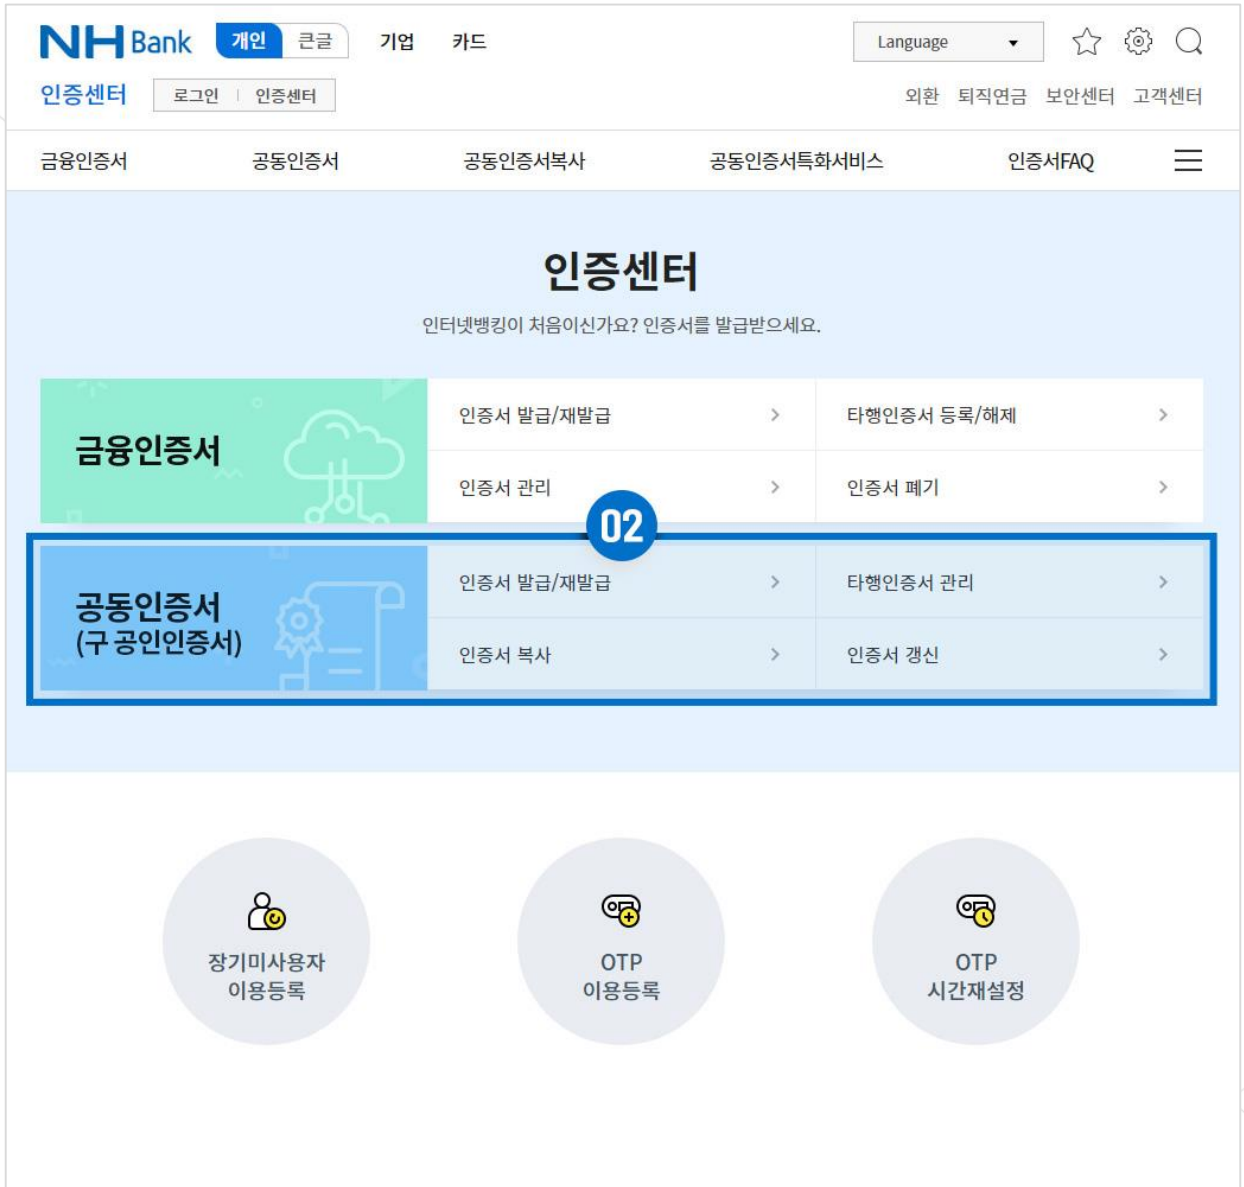 NH Bank 개인 큰글 기업 카드 Language
인증센터 로그인 인증센터 외환 퇴직연금 보안센터 고객센터
금융인증서 공동인증서 공동인증서복사 공동인증서특화서비스 인증서FAQ
인증센터
인터넷뱅킹이 처음이신가요? 인증서를 발급받으세요.
금융인증서
인증서 발급/재발급 타행인증서 등록/해제
인증서 관리 인증서 폐기
02
공동인증서
(구 공인인증서)
인증서 발급/재발급 타행인증서 관리
인증서 복사 인증서 갱신
장기미사용자
이용등록
OTP
이용등록
OTP
시간재설정